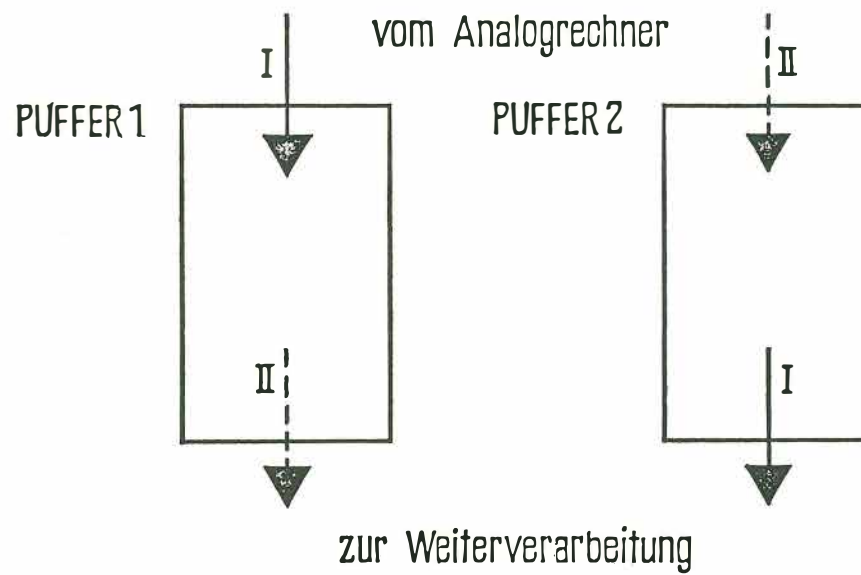 vom Analogrechner
I
II
PUFFER 1
PUFFER 2
II
I
zur Weiterverarbeitung